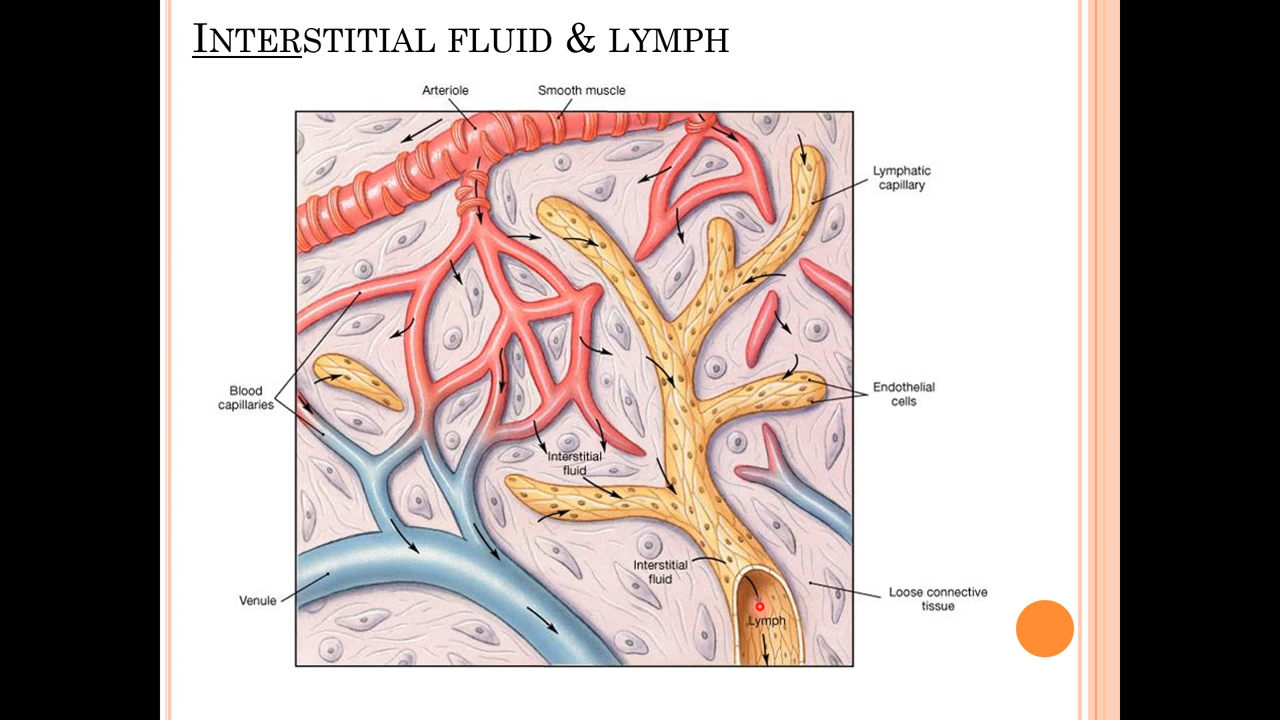 INTERSTITIAL FLUID & LYMPH
Arteriole
Smooth muscle
Lymphatic
capillary
Blood
capillaries
Endothelial
cells
Interstitial
fluid
Interstitial
fluid
Venule
Loose connective
tissue
Lymph